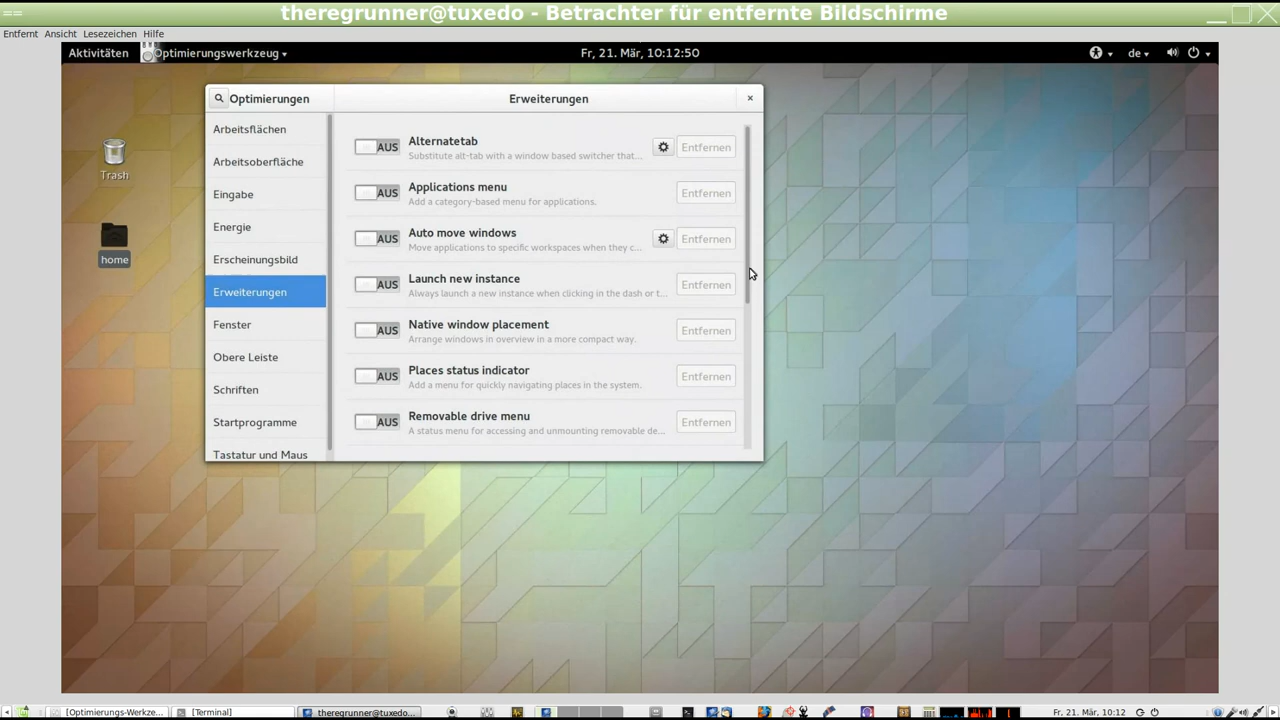 theregrunner@tuxedo - Betrachter für entfernte Bildschirme
Entfernt Ansicht Lesezeichen Hilfe
Aktivitäten Optimierungswerkzeug Fr, 21. Mär, 10:12:50 de
Optimierungen Erweiterungen
Arbeitsflächen
Arbeitsoberfläche
Eingabe
Energie
Erscheinungsbild
Erweiterungen
Fenster
Obere Leiste
Schriften
Startprogramme
Tastatur und Maus
AUS Alternatetab Entfernen
Substitute alt-tab with a window based switcher that...
AUS Applications menu Entfernen
Add a category-based menu for applications.
AUS Auto move windows Entfernen
Move applications to specific workspaces when they c...
AUS Launch new instance Entfernen
Always launch a new instance when clicking in the dash or t...
AUS Native window placement Entfernen
Arrange windows in overview in a more compact way.
AUS Places status indicator Entfernen
Add a menu for quickly navigating places in the system.
AUS Removable drive menu Entfernen
A status menu for accessing and unmounting removable de...
Trash
home
[Optimierungs-Werkze... [Terminal] theregrunner@tuxedo... Fr, 21. Mär, 10:12